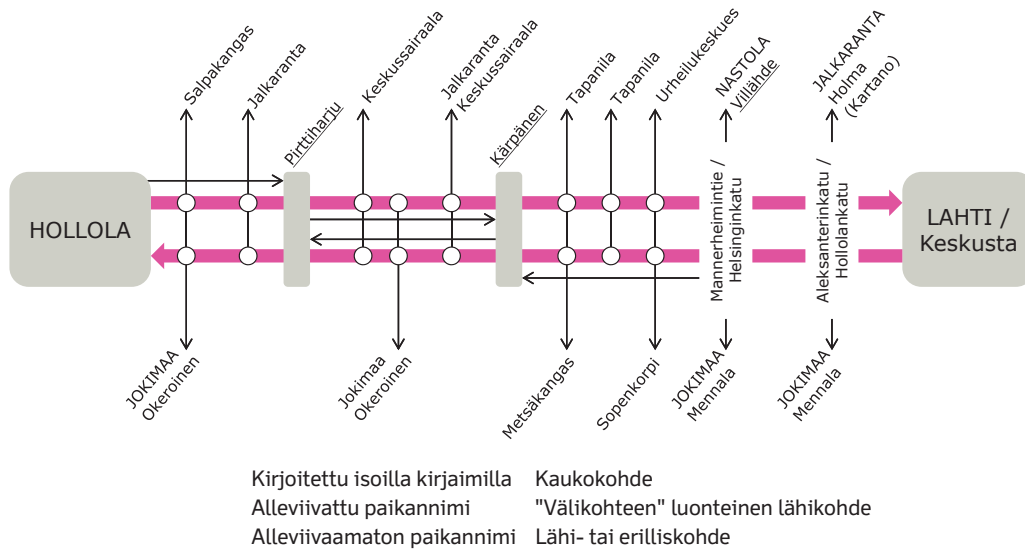 Salpakangas
Jalkaranta
Pirttiharju
Keskussairaala
Jalkaranta
Keskussairaala
Kärpänen
Tapanila
Tapanila
Urheilukeskues
NASTOLA
Villähde
JALKARANTA
Holma
(Kartano)
HOLLOLA
Mannerheimintie /
Helsinginkatu
Aleksanterinkatu /
Hollolankatu
LAHTI /
Keskusta
JOKIMAA
Okeroinen
Jokimaa
Okeroinen
Metsäkangas
Sopenkorpi
JOKIMAA
Mennala
JOKIMAA
Mennala
Kirjoitettu isoilla kirjaimilla Kaukokohde
Alleviivattu paikannimi "Välikohteen" luonteinen lähikohde
Alleviivaamaton paikannimi Lähi- tai erilliskohde